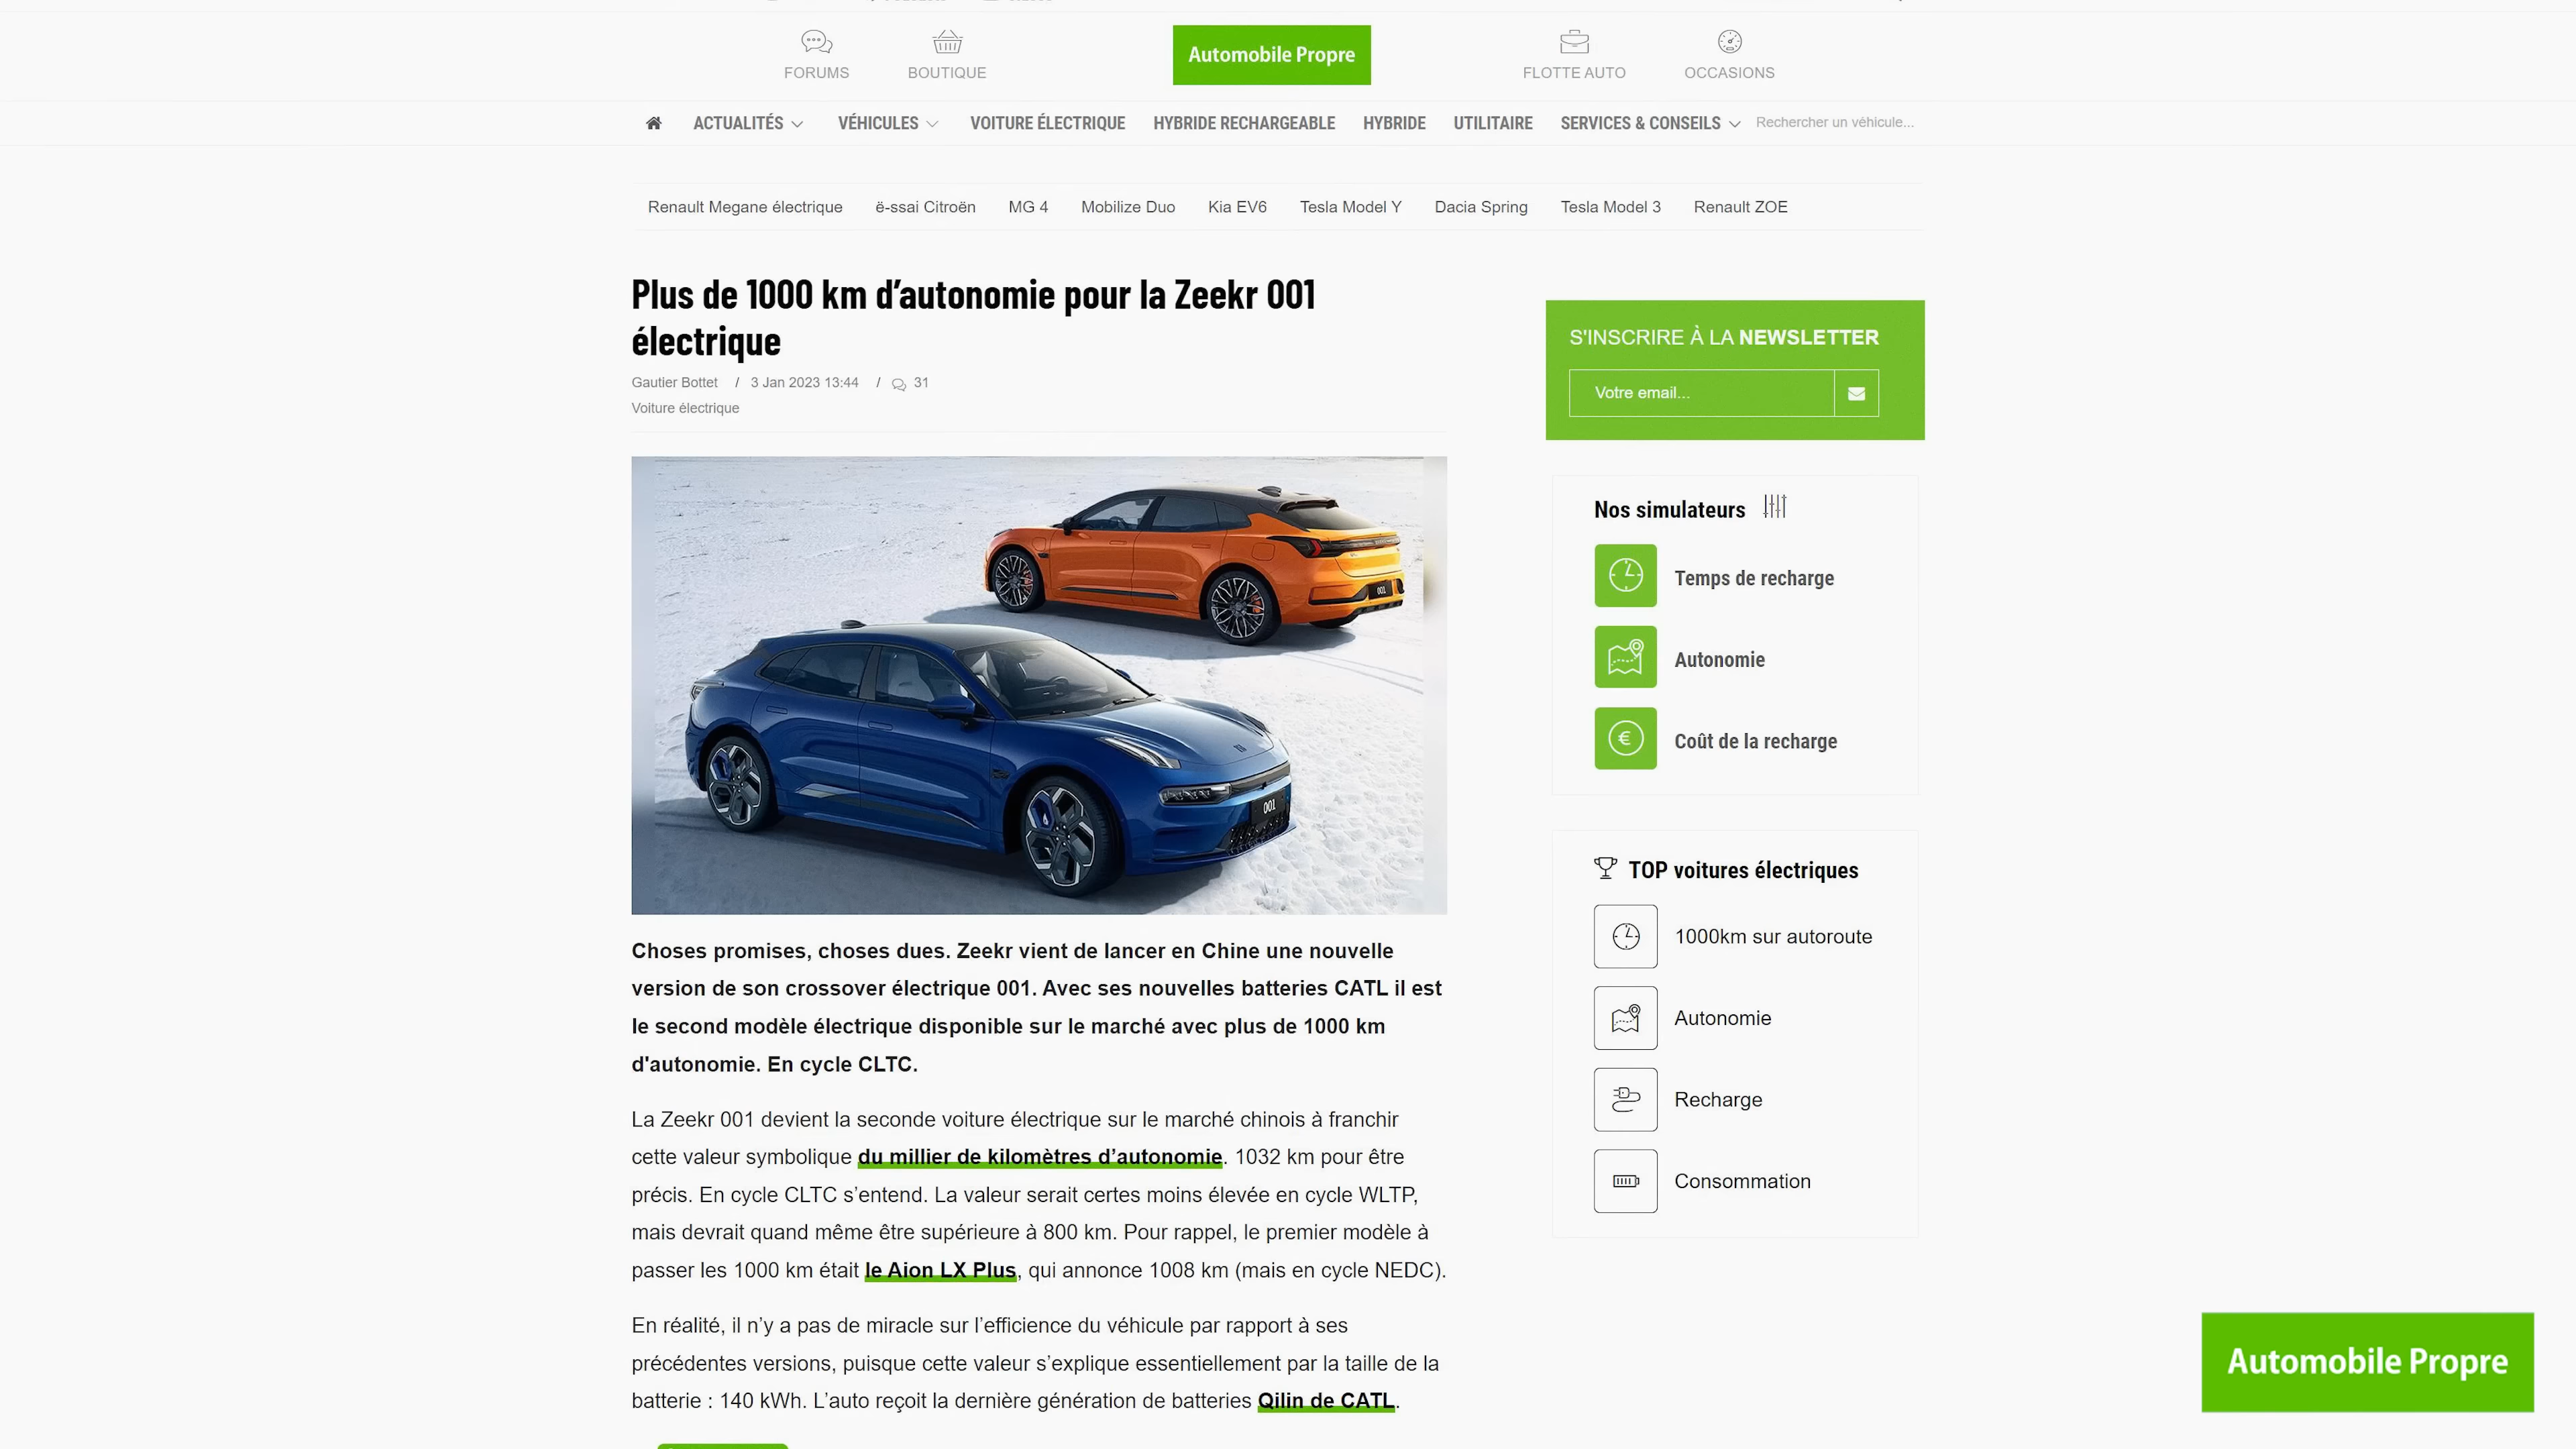 FORUMS
BOUTIQUE
Automobile Propre
FLOTTE AUTO
OCCASIONS
ACTUALITÉS
VÉHICULES
VOITURE ÉLECTRIQUE
HYBRIDE RECHARGEABLE
HYBRIDE
UTILITAIRE
SERVICES & CONSEILS
Rechercher un véhicule...
Renault Megane électrique
ë-ssai Citroën
MG 4
Mobilize Duo
Kia EV6
Tesla Model Y
Dacia Spring
Tesla Model 3
Renault ZOE
Plus de 1000 km d’autonomie pour la Zeekr 001
électrique
Gautier Bottet / 3 Jan 2023 13:44 / 31
Voiture électrique
001
001
Choses promises, choses dues. Zeekr vient de lancer en Chine une nouvelle
version de son crossover électrique 001. Avec ses nouvelles batteries CATL il est
le second modèle électrique disponible sur le marché avec plus de 1000 km
d'autonomie. En cycle CLTC.
La Zeekr 001 devient la seconde voiture électrique sur le marché chinois à franchir
cette valeur symbolique du millier de kilomètres d’autonomie. 1032 km pour être
précis. En cycle CLTC s’entend. La valeur serait certes moins élevée en cycle WLTP,
mais devrait quand même être supérieure à 800 km. Pour rappel, le premier modèle à
passer les 1000 km était le Aion LX Plus, qui annonce 1008 km (mais en cycle NEDC).
En réalité, il n’y a pas de miracle sur l’efficience du véhicule par rapport à ses
précédentes versions, puisque cette valeur s’explique essentiellement par la taille de la
batterie : 140 kWh. L’auto reçoit la dernière génération de batteries Qilin de CATL.
S'INSCRIRE À LA NEWSLETTER
Votre email...
Nos simulateurs
Temps de recharge
Autonomie
€
Coût de la recharge
TOP voitures électriques
1000km sur autoroute
Autonomie
Recharge
Consommation
Automobile Propre